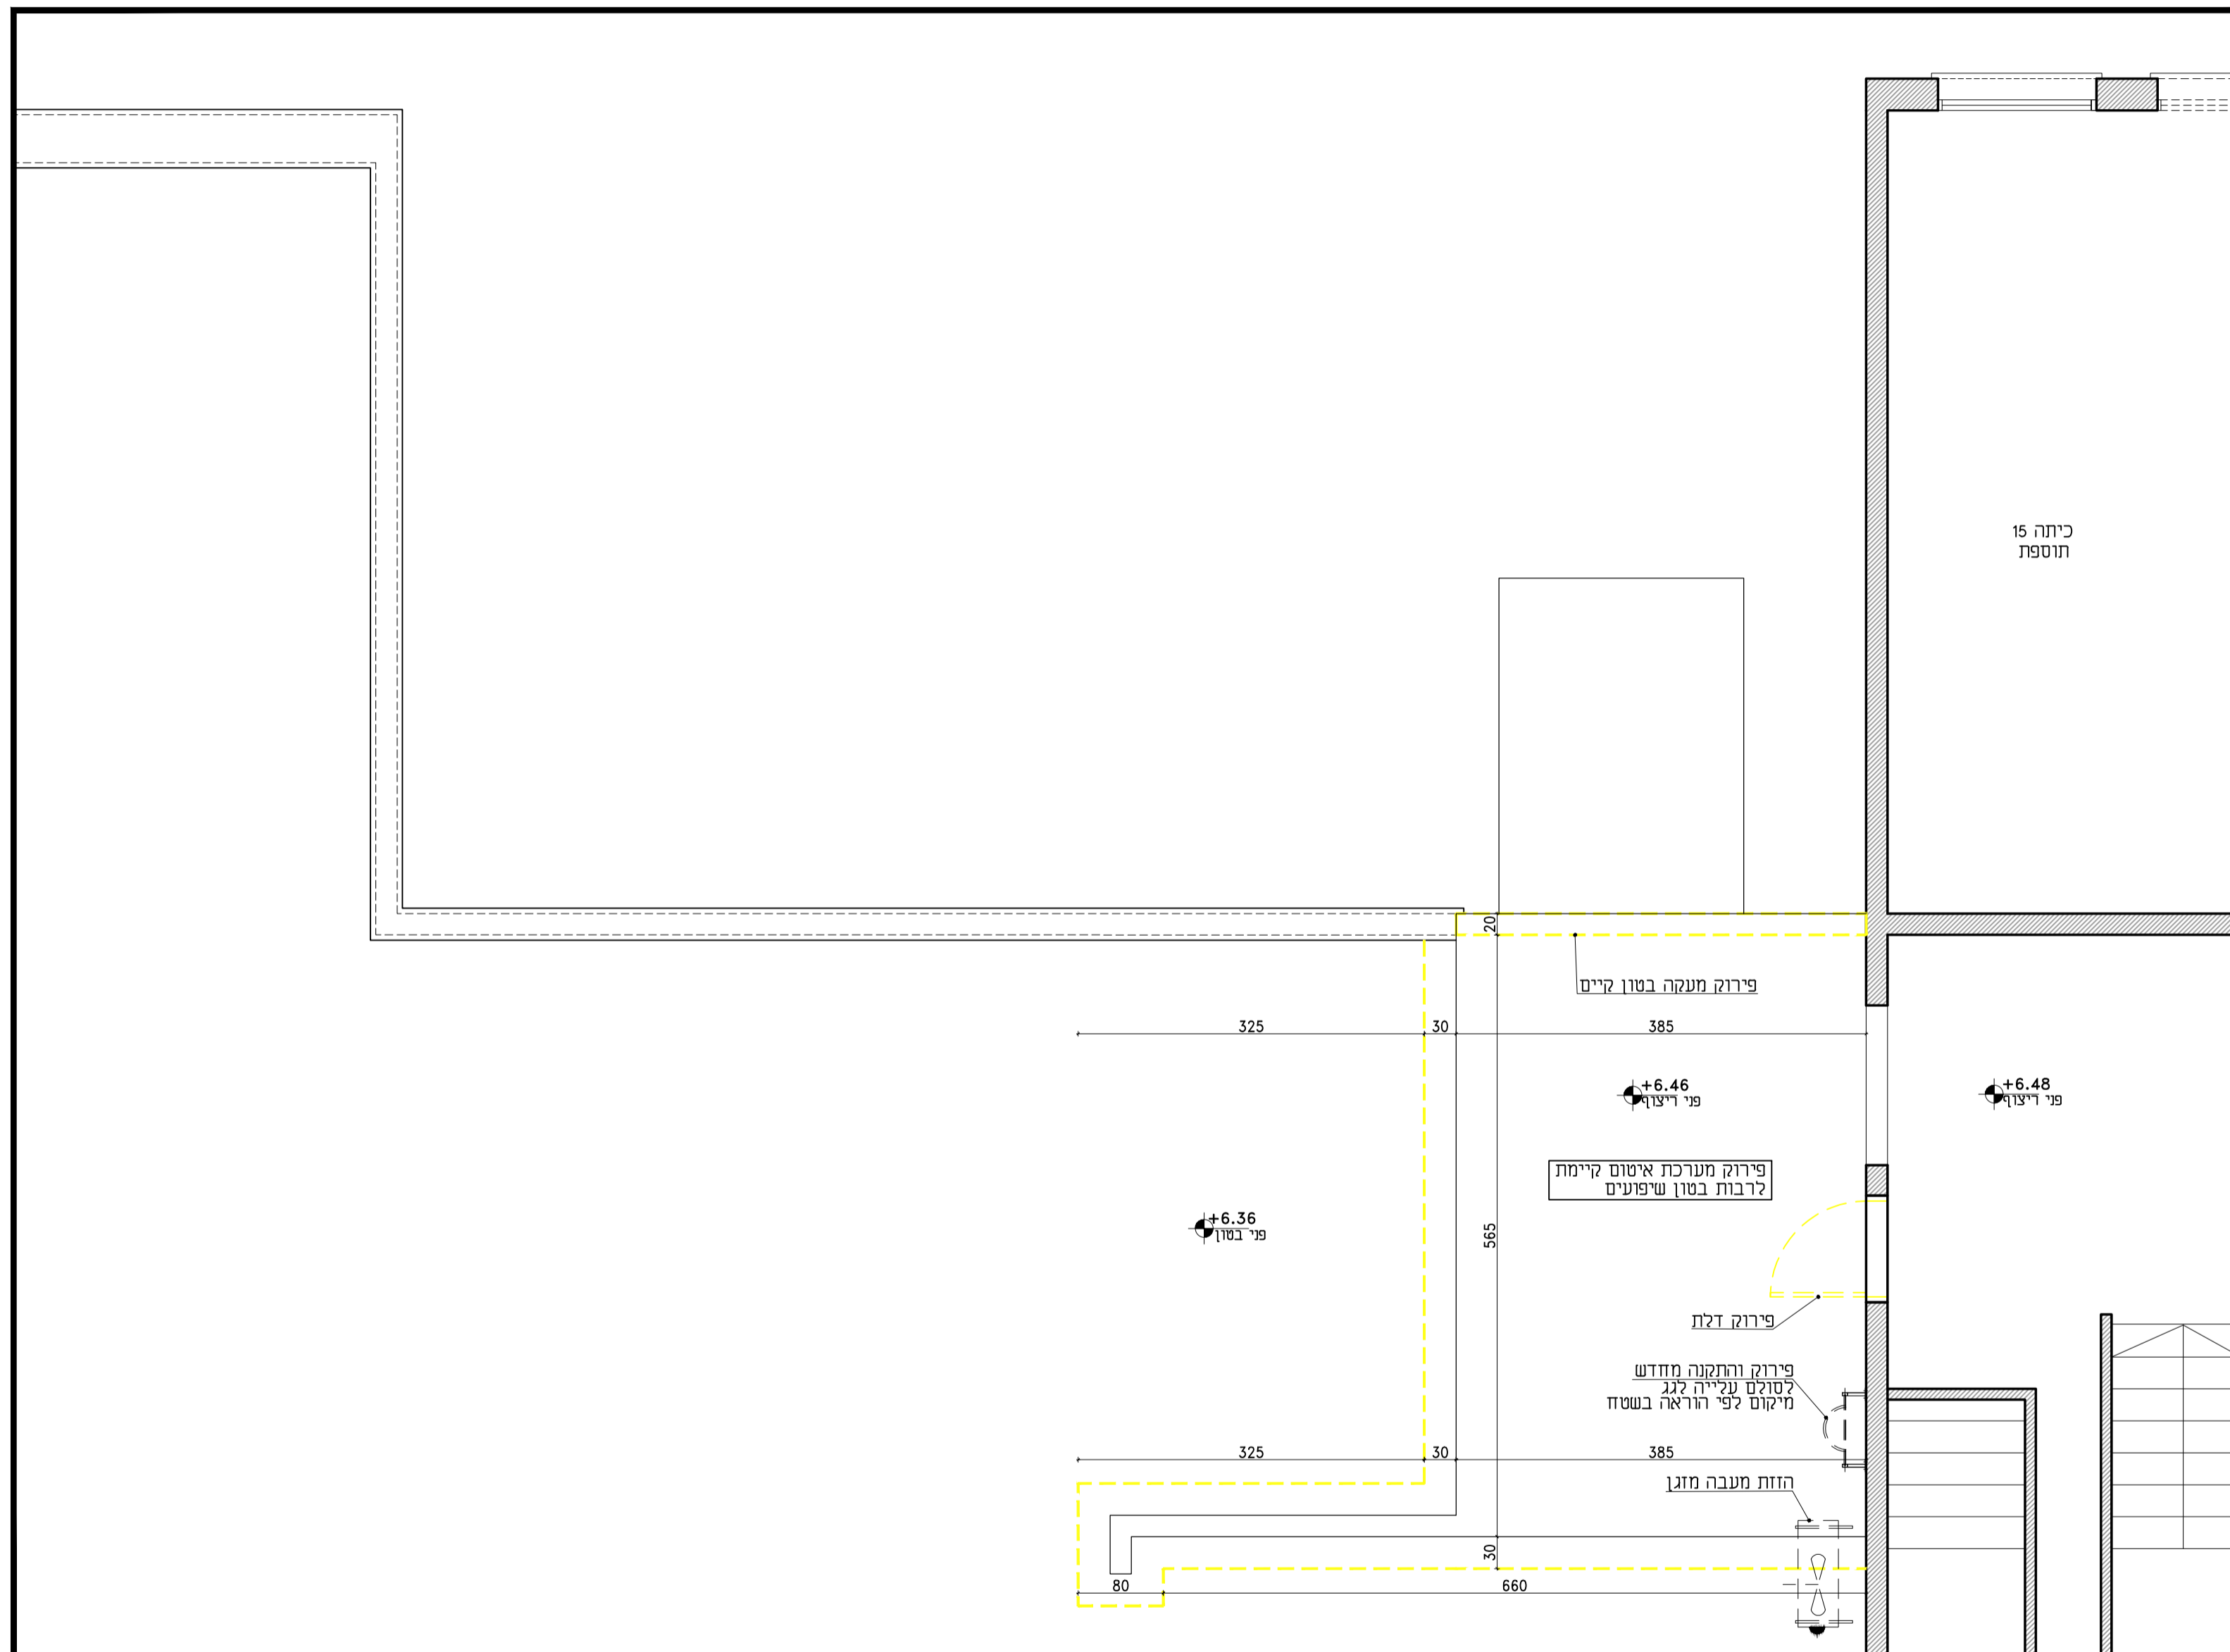 כיתה 15
תוספת
20
פירוק מעקה בטון קיים
325
30
385
+6.46
פני ריצוף
+6.48
פני ריצוף
פירוק מערכת איטום קיימת
לרבות בטון שיפועים
+6.36
פני בטון
565
פירוק דלת
פירוק והתקנה מחדש
לסולם עלייה לגג
מיקום לפי הוראה בשטח
325
30
385
הזזת מעבה מזגן
30
80
660